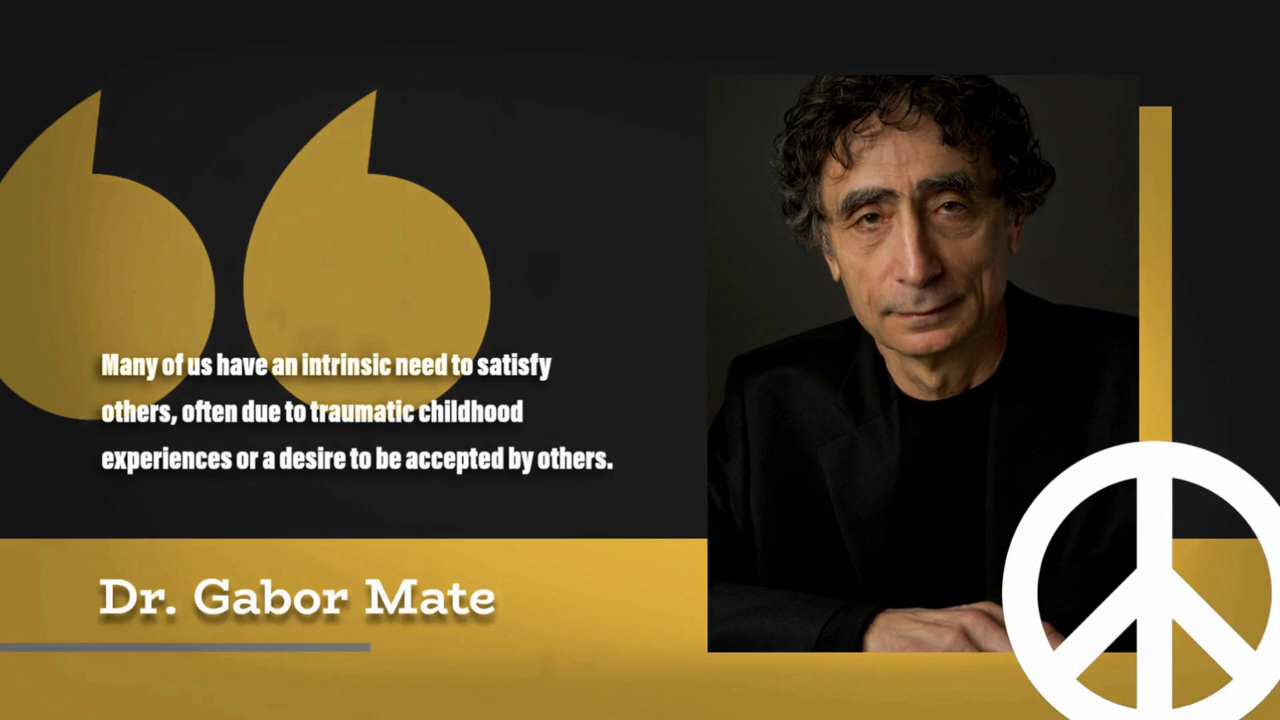 Many of us have an intrinsic need to satisfy
others, often due to traumatic childhood
experiences or a desire to be accepted by others.
Dr. Gabor Mate